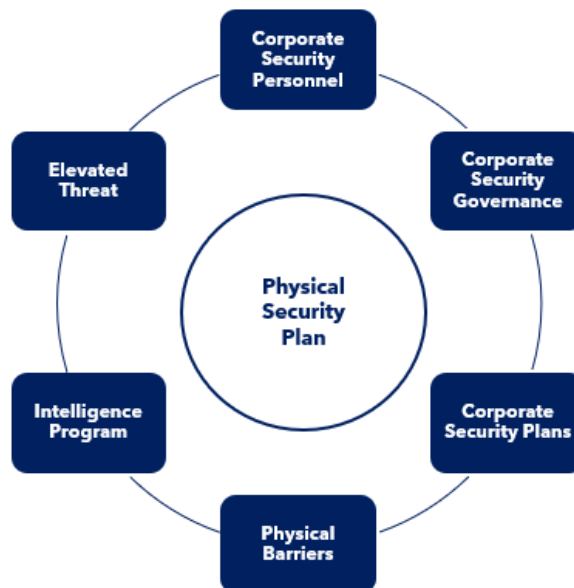 Corporate
Security
Personnel
Elevated
Threat
Corporate
Security
Governance
Physical
Security
Plan
Intelligence
Program
Corporate
Security Plans
Physical
Barriers